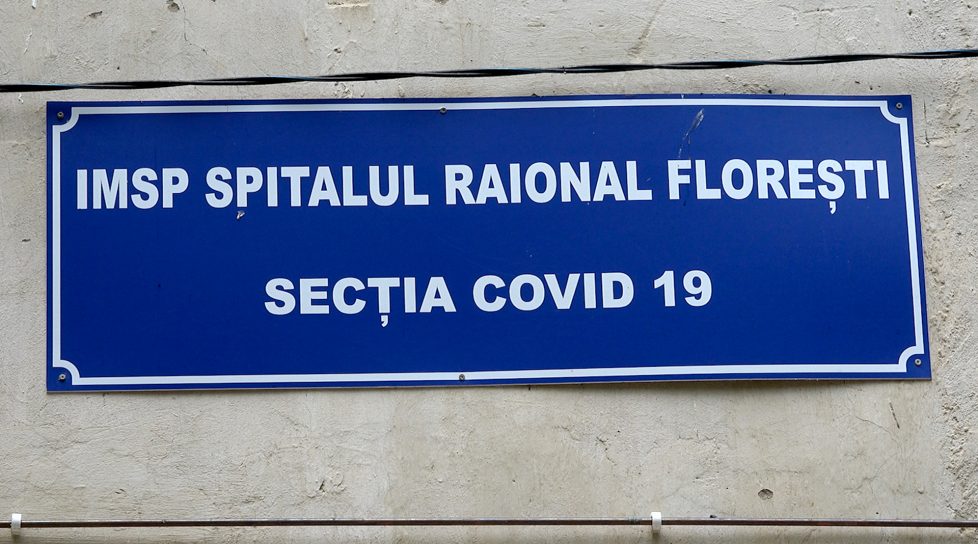 IMSP SPITALUL RAIONAL FLOREȘTI
SECȚIA COVID 19